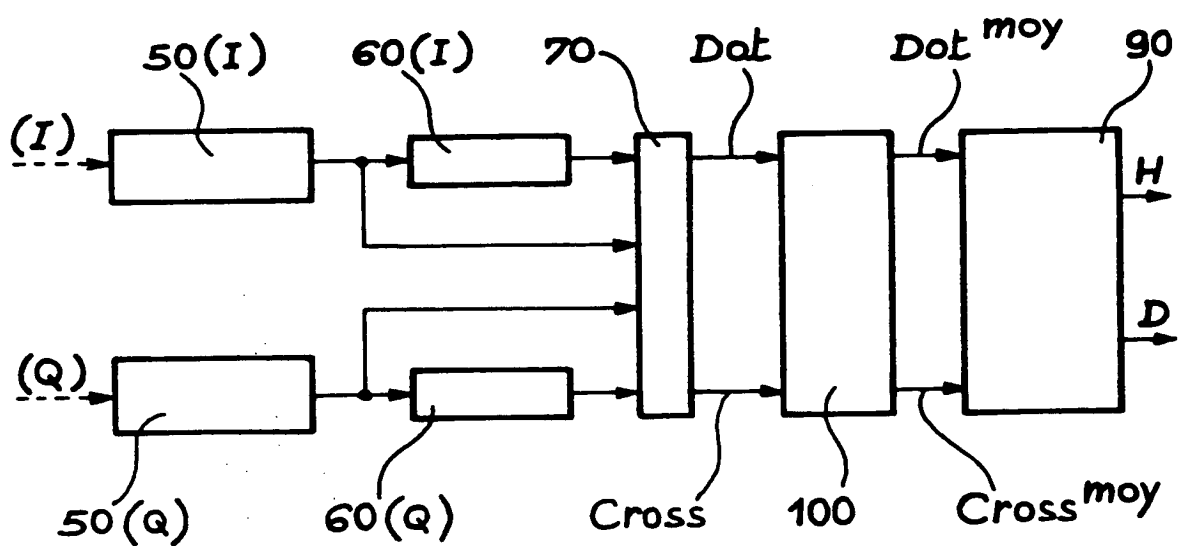 50(I)
60(I)
70
Dot
Dot moy
90
(I)
H
D
(Q)
50(Q)
60(Q)
Cross
100
Cross moy